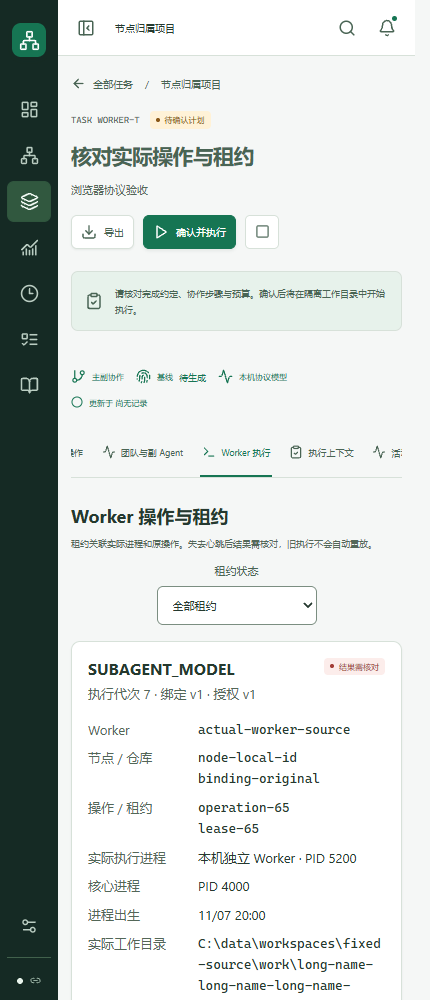 节点归属项目
全部任务 / 节点归属项目
TASK WORKER-T 待确认计划
核对实际操作与租约
浏览器协议验收
导出 确认并执行
请核对完成约定、协作步骤与预算。确认后将在隔离工作目录中开始
执行。
主副协作 基线 待生成 本机协议模型
更新于 尚无记录
操作 团队与副 Agent Worker 执行 执行上下文
Worker 操作与租约
租约关联实际进程和原操作。失去心跳后结果需核对，旧执行不会自动重放。
租约状态
全部租约
SUBAGENT_MODEL 结果需核对
执行代次 7 · 绑定 v1 · 授权 v1
Worker actual-worker-source
节点 / 仓库 node-local-id
binding-original
操作 / 租约 operation-65
lease-65
实际执行进程 本机独立 Worker · PID 5200
核心进程 PID 4000
进程出生 11/07 20:00
实际工作目录 C:\data\workspaces\fixed
-source\work\long-name-
long-name-long-name-